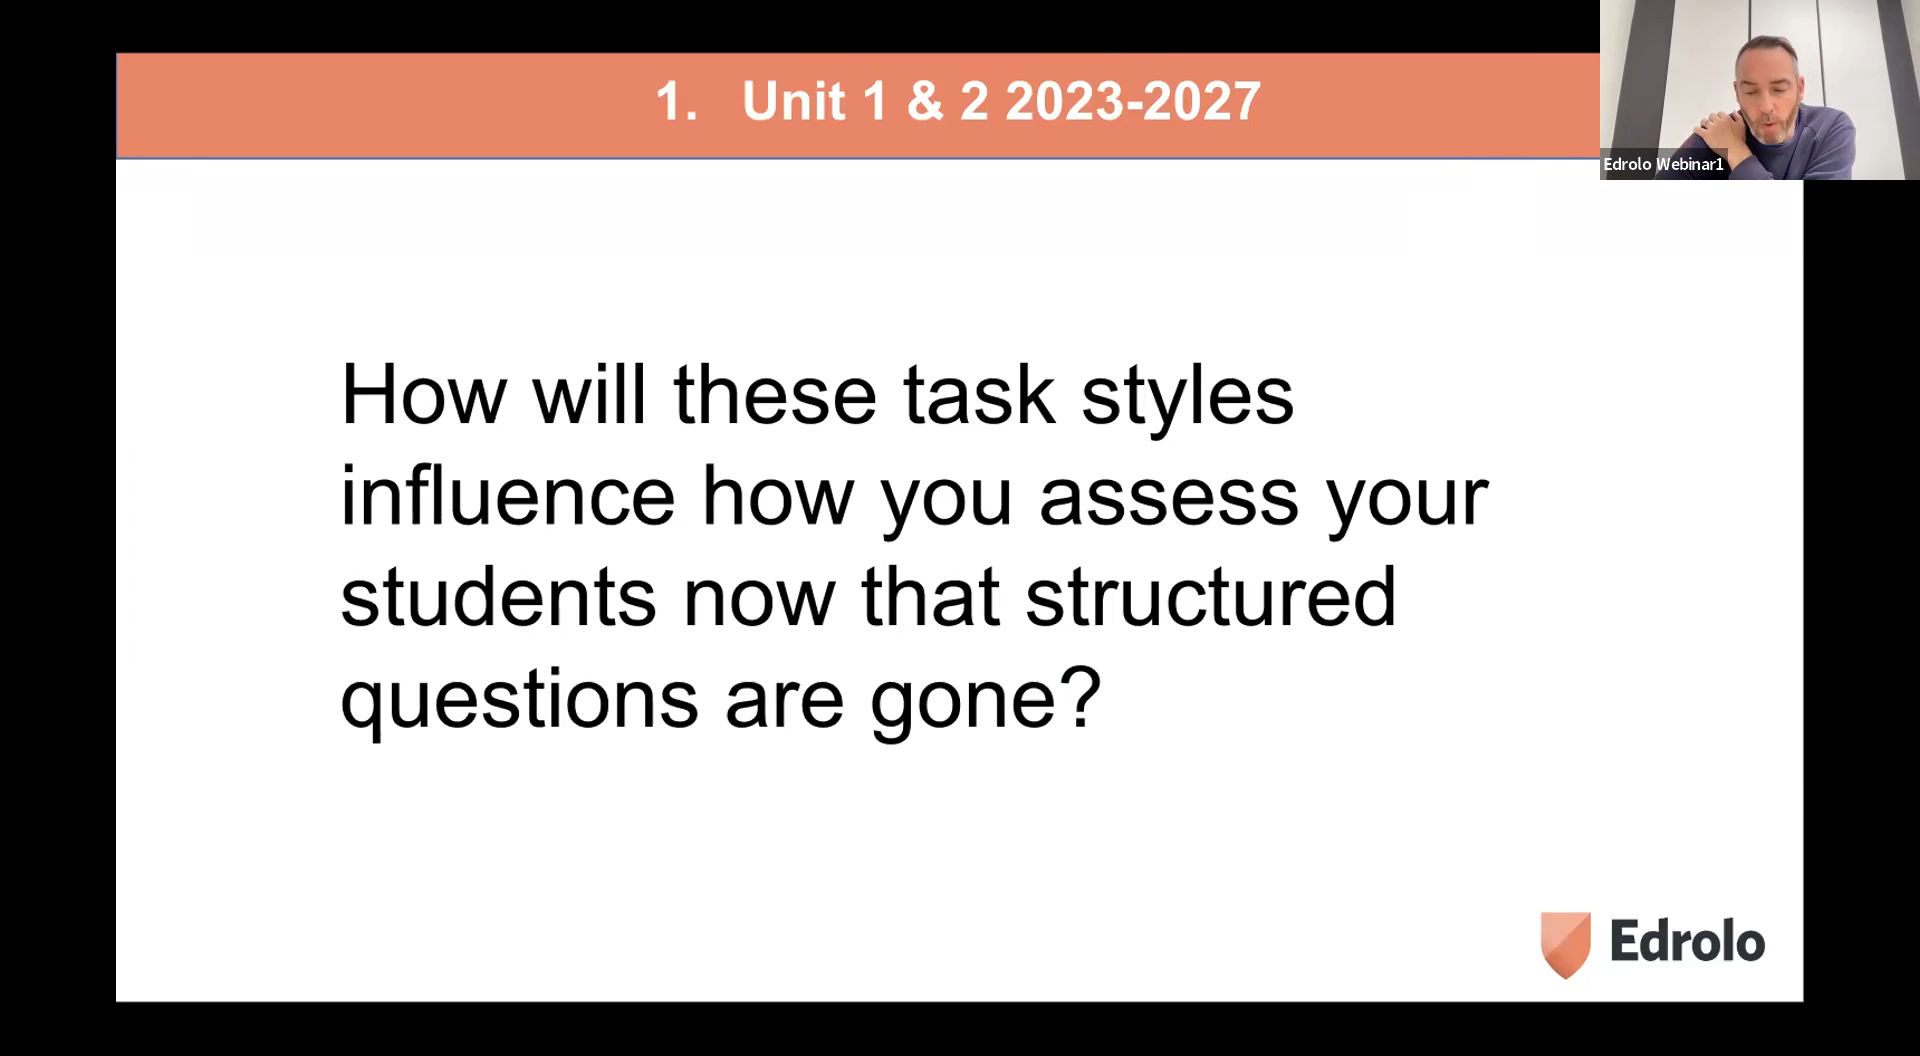 1. Unit 1 & 2 2023-2027
Edrolo Webinar1
How will these task styles
influence how you assess your
students now that structured
questions are gone?
Edrolo